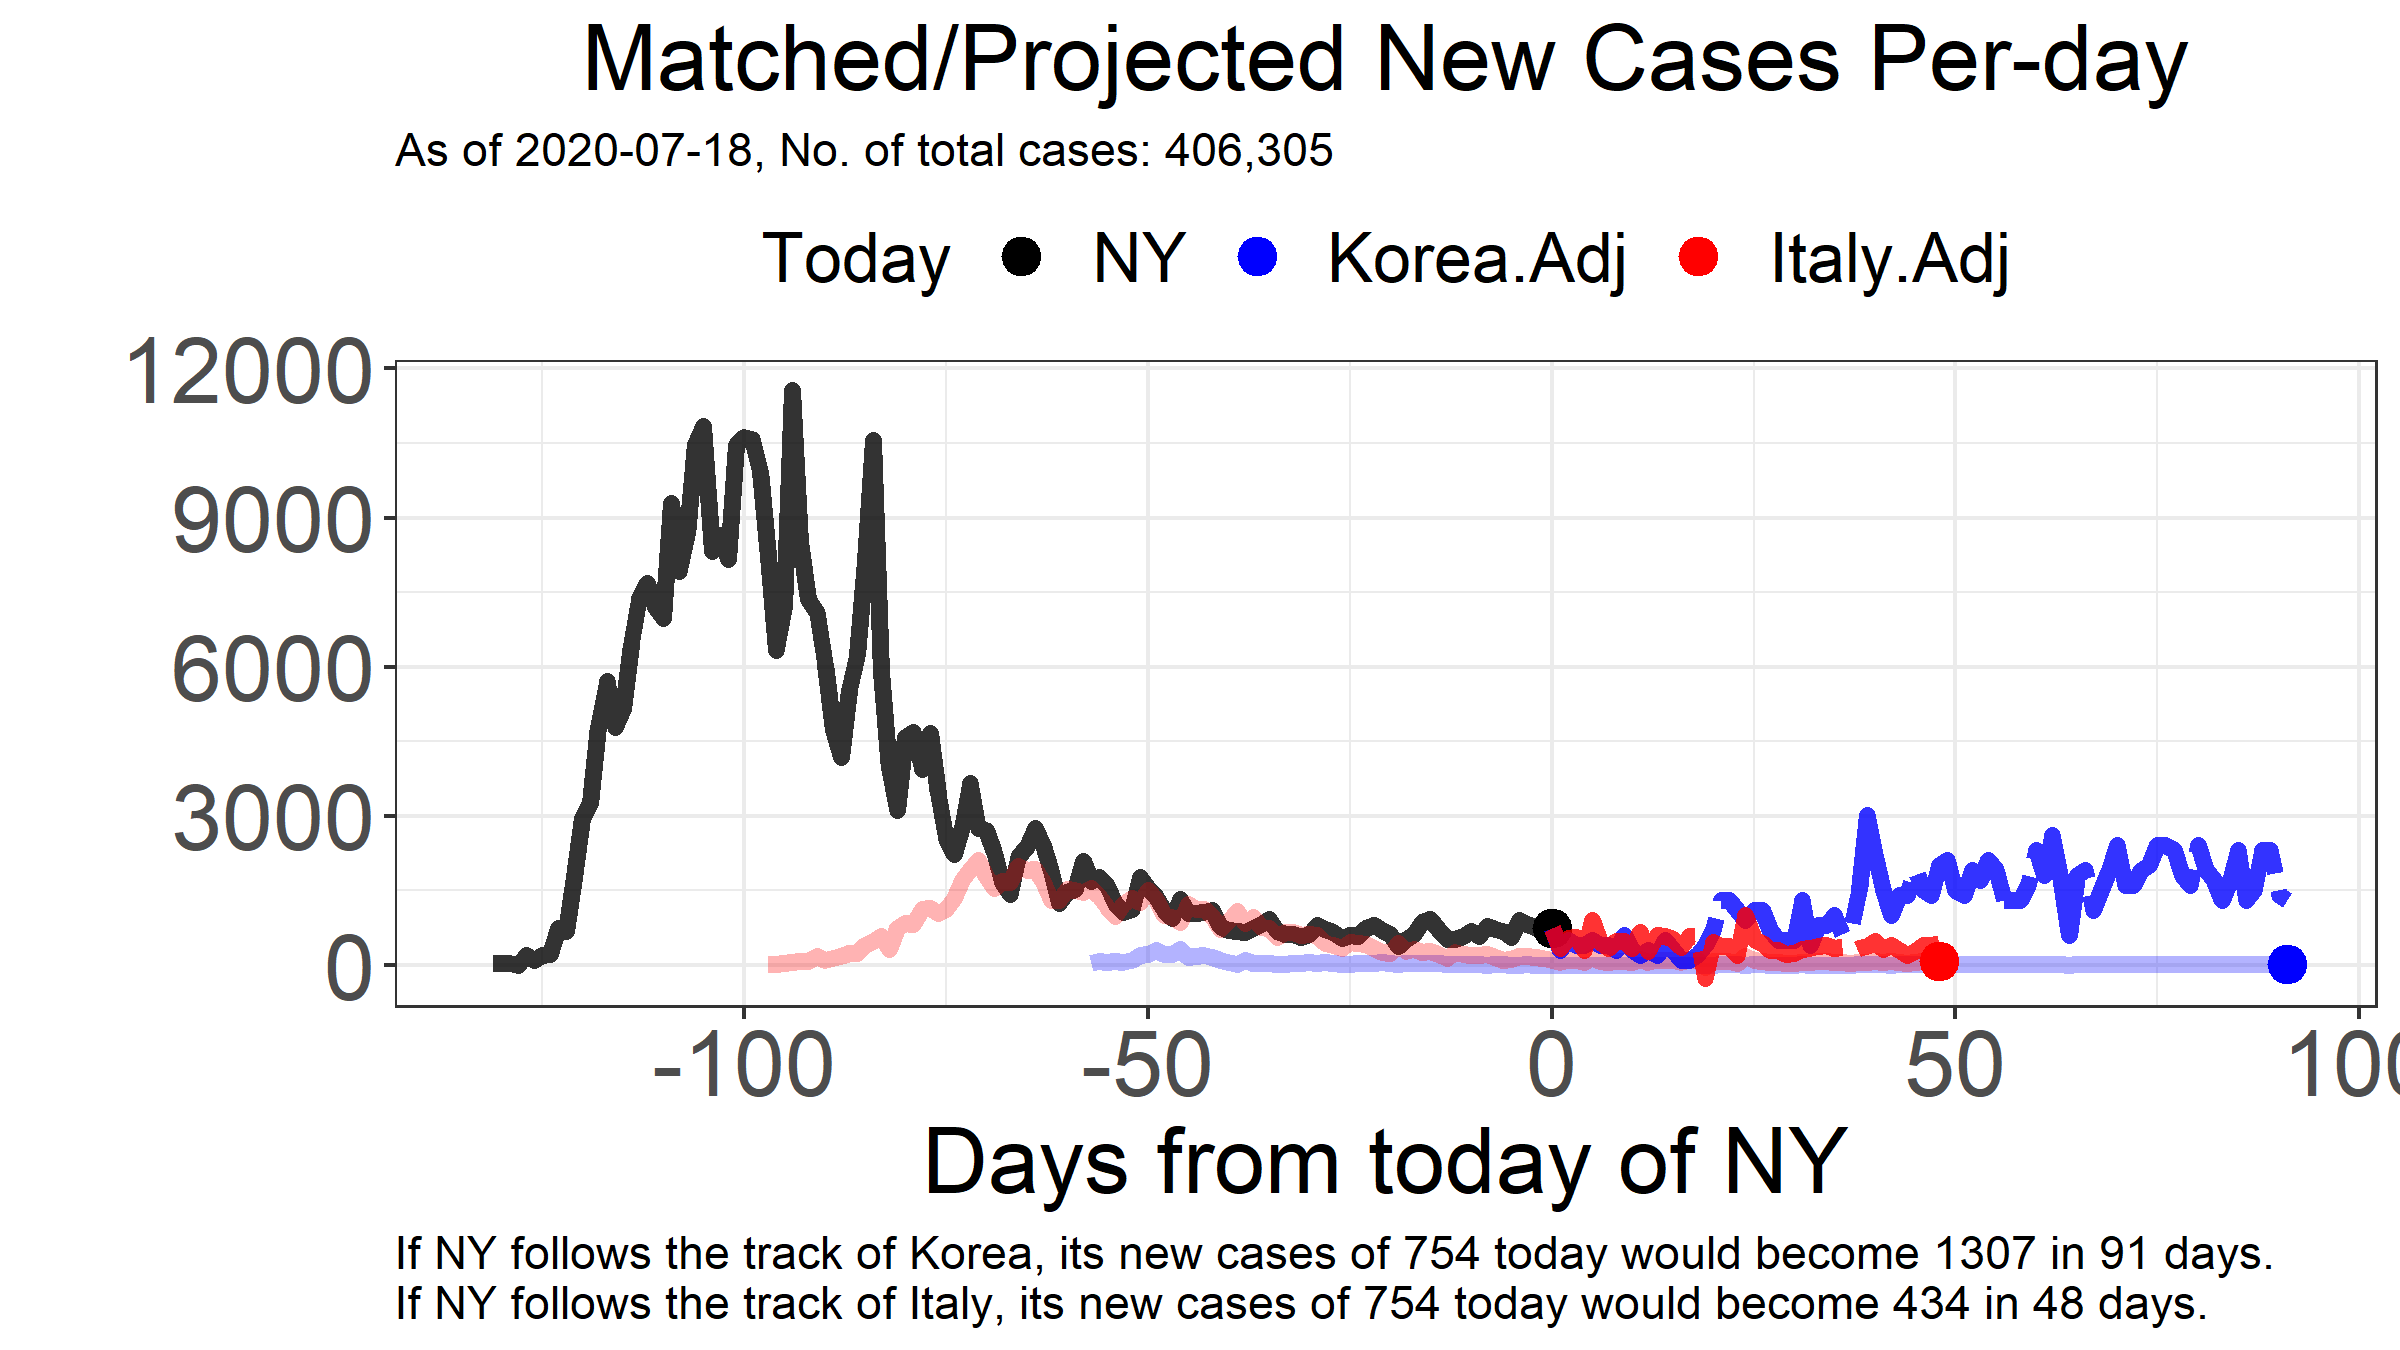 Matched/Projected New Cases Per-day
As of 2020-07-18, No. of total cases: 406,305
Today NY Korea.Adj Italy.Adj
12000
9000
6000
3000
0
-100 -50 0 50 100
Days from today of NY
If NY follows the track of Korea, its new cases of 754 today would become 1307 in 91 days.
If NY follows the track of Italy, its new cases of 754 today would become 434 in 48 days.